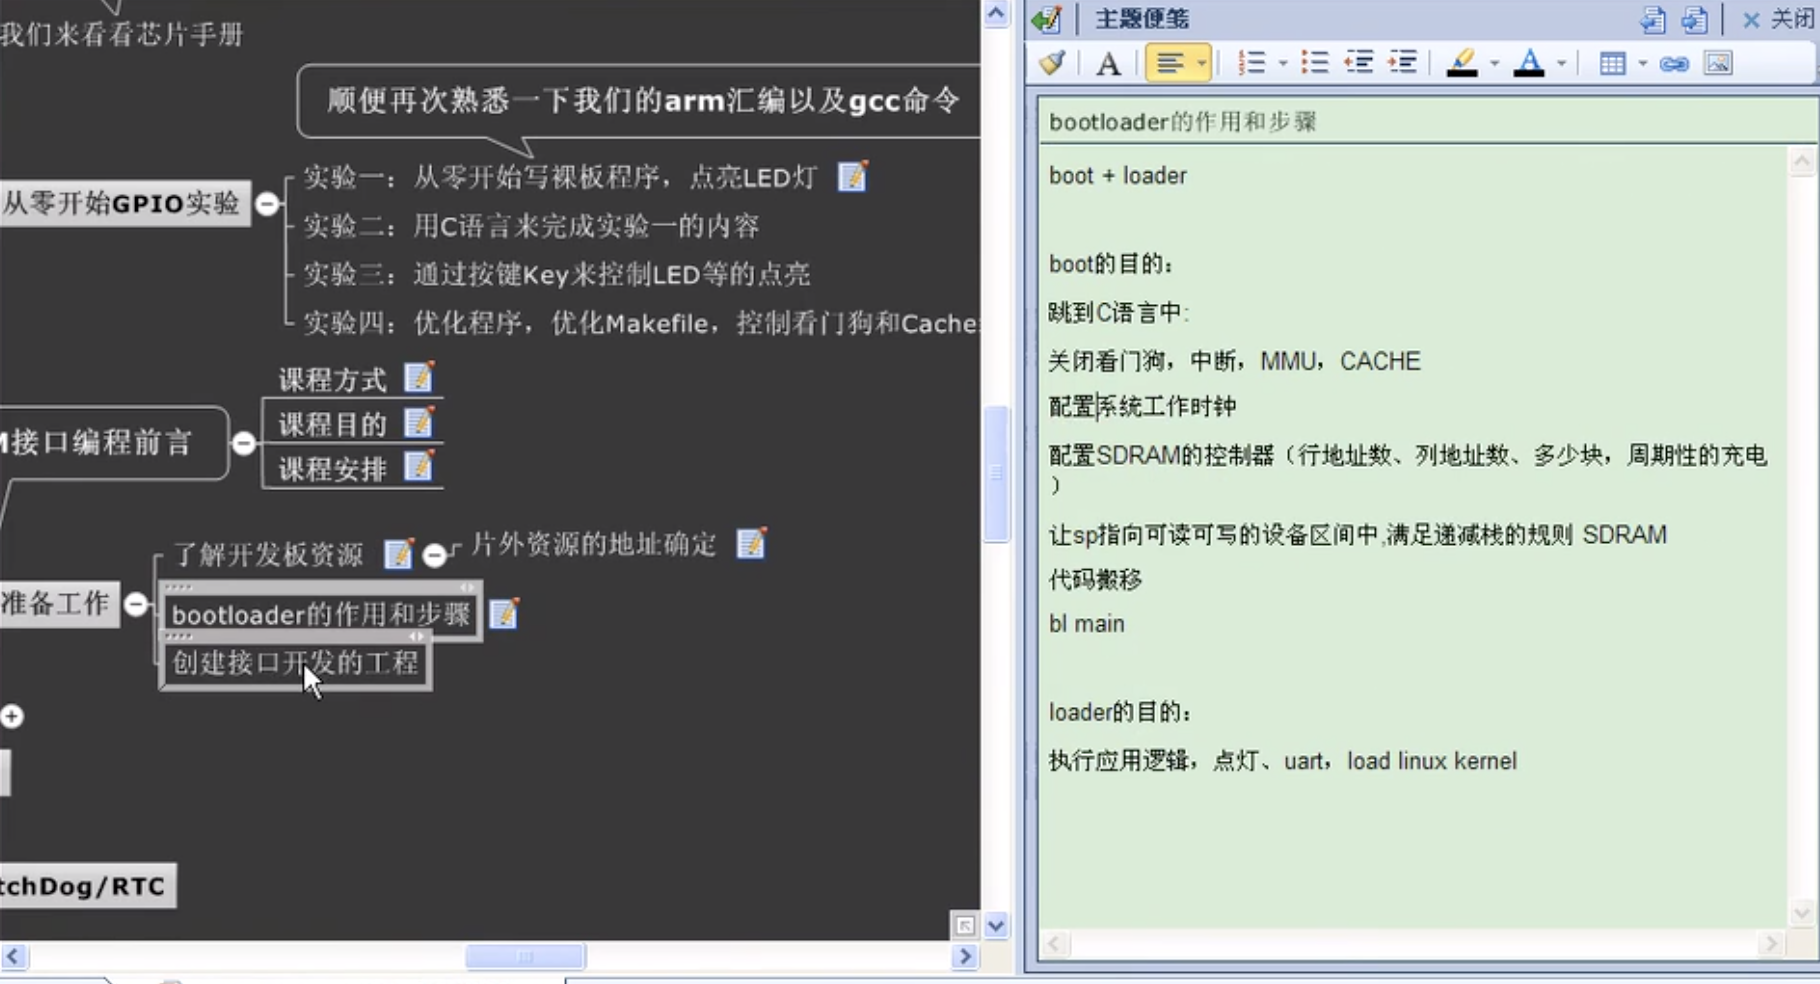 我们来看看芯片手册
顺便再次熟悉一下我们的arm汇编以及gcc命令
从零开始GPIO实验
实验一：从零开始写裸板程序，点亮LED灯
实验二：用C语言来完成实验一的内容
实验三：通过按键Key来控制LED等的点亮
实验四：优化程序，优化Makefile，控制看门狗和Cache
课程方式
M接口编程前言
课程目的
课程安排
准备工作
了解开发板资源
片外资源的地址确定
bootloader的作用和步骤
创建接口开发的工程
tchDog/RTC
主题便笺
关闭
bootloader的作用和步骤
boot + loader
boot的目的：
跳到C语言中:
关闭看门狗，中断，MMU，CACHE
配置系统工作时钟
配置SDRAM的控制器（行地址数、列地址数、多少块，周期性的充电
）
让sp指向可读可写的设备区间中,满足递减栈的规则 SDRAM
代码搬移
bl main
loader的目的：
执行应用逻辑，点灯、uart，load linux kernel